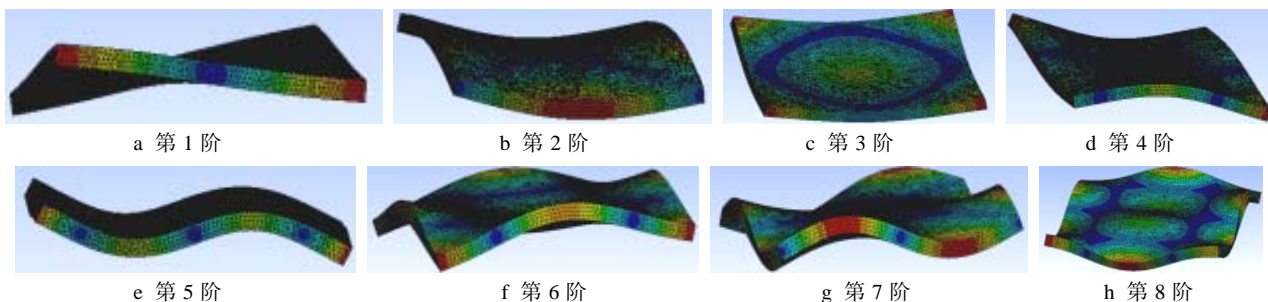 a 第1阶
b 第2阶
c 第3阶
d 第4阶
e 第5阶
f 第6阶
g 第7阶
h 第8阶